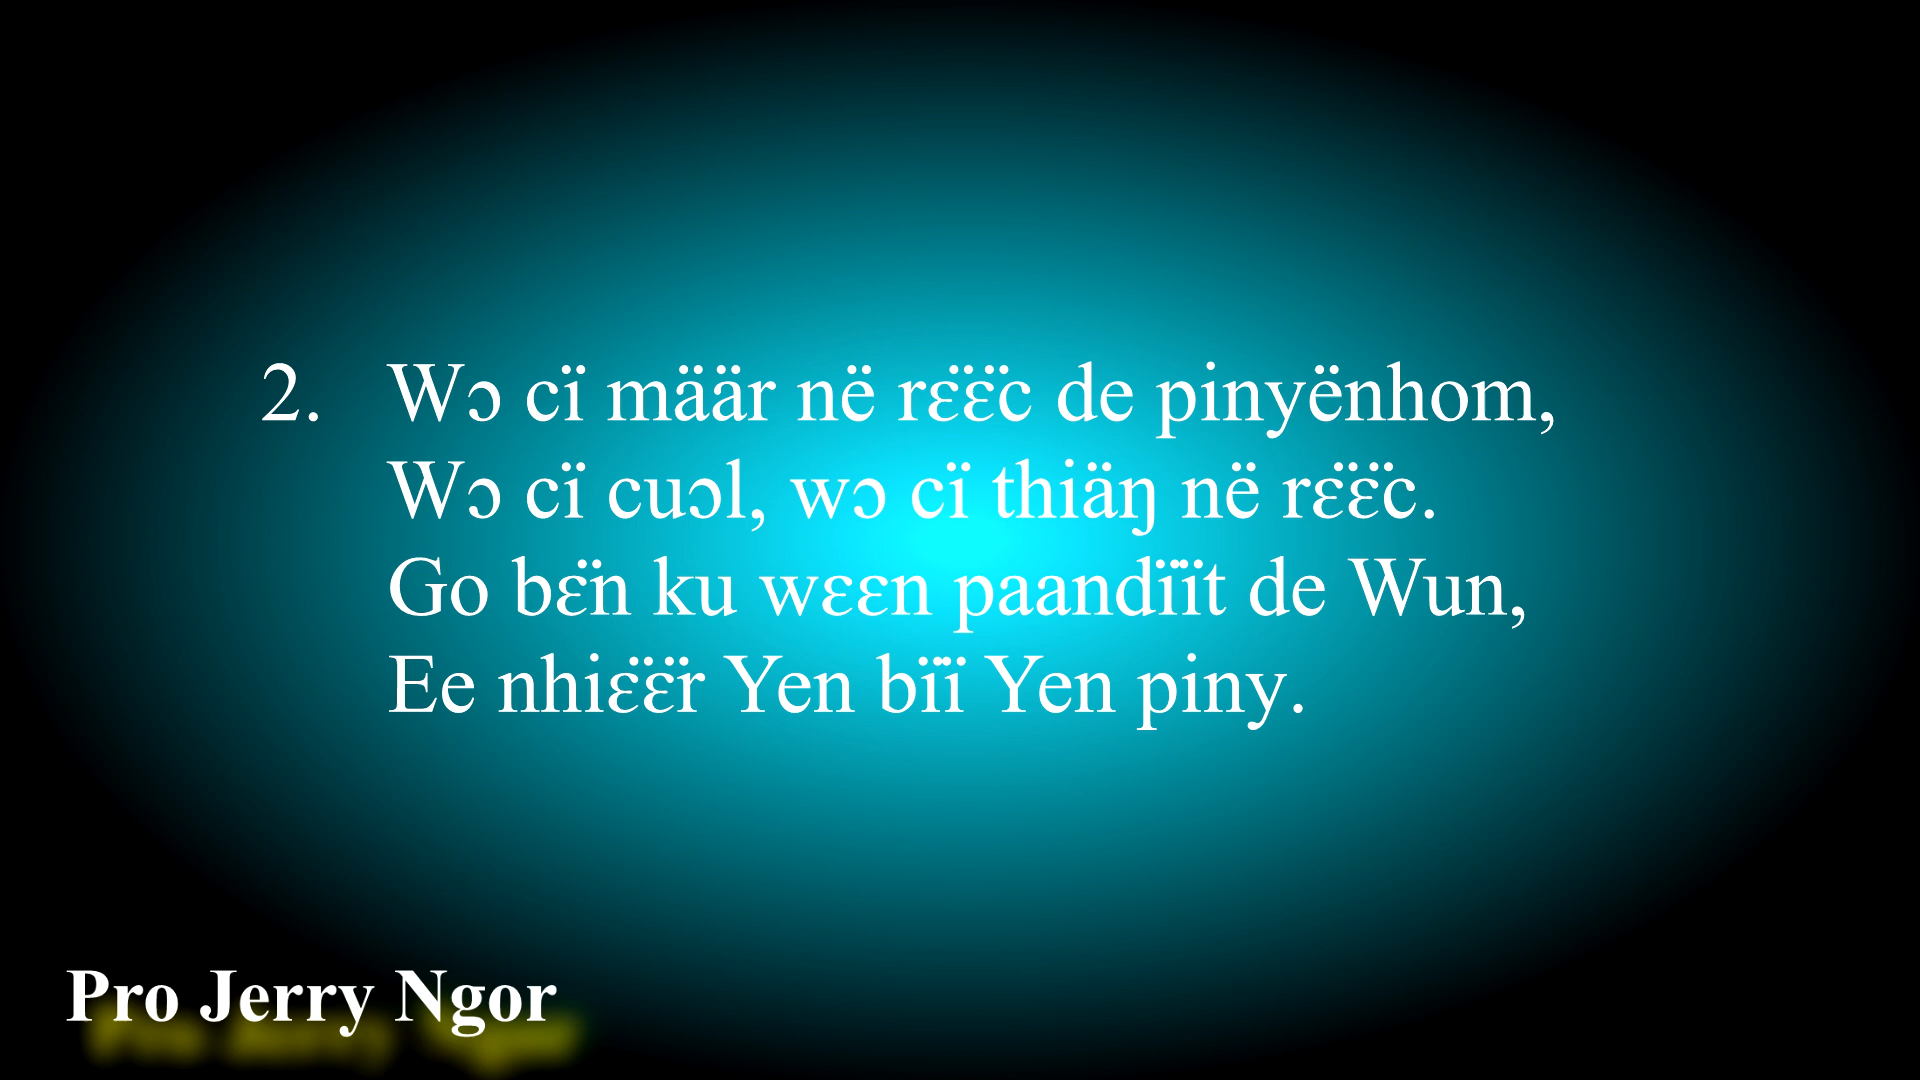 2. Wɔ cï määr në rɛ̈ɛ̈c de pinyënhom,
Wɔ cï cuɔl, wɔ cï thiäŋ në rɛ̈ɛ̈c.
Go bɛ̈n ku wɛɛn paandïït de Wun,
Ee nhiɛ̈ɛ̈r Yen bïï Yen piny.
Pro Jerry Ngor